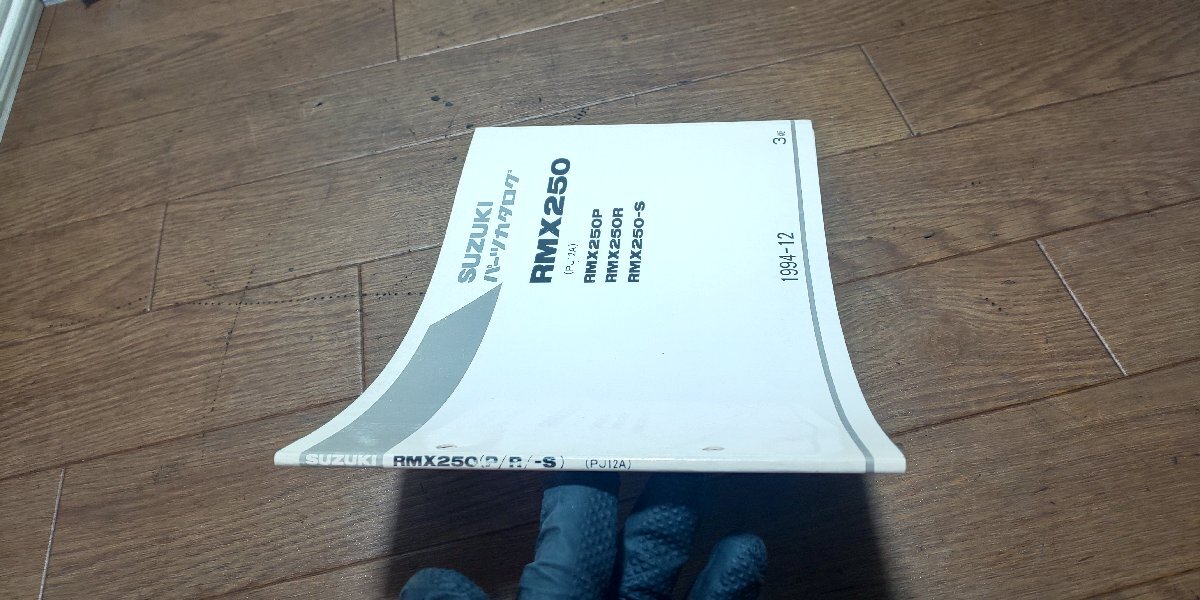 SUZUKI
パーツカタログ
RMX250
(PJ12A)
RMX250P
RMX250R
RMX250-S
1994-12
3版
SUZUKI RMX250(P/R/-S) (PJ12A)